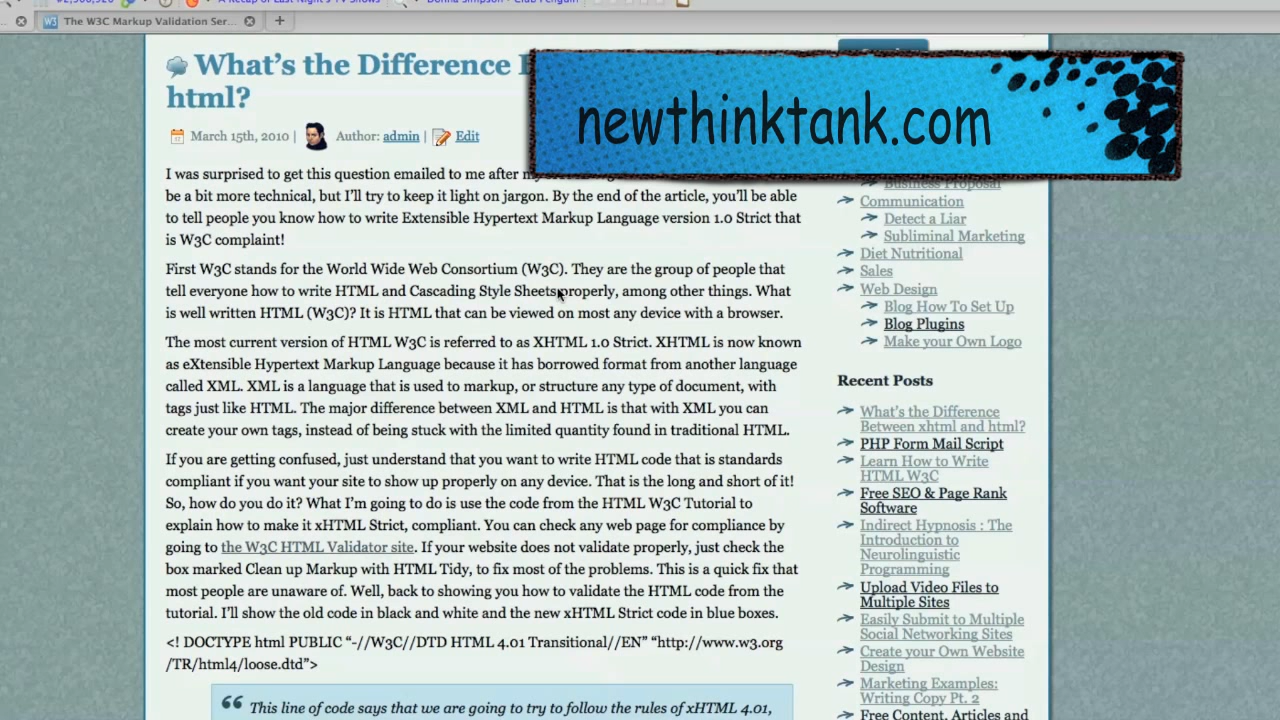 #2,506,520
A Recap of Last Night's TV Shows
Donna Simpson - Club Penguin
The W3C Markup Validation Ser...
What's the Difference
html?
newthinktank.com
March 15th, 2010 | Author: admin | Edit
I was surprised to get this question emailed to me after
be a bit more technical, but I'll try to keep it light on jargon. By the end of the article, you'll be able
to tell people you know how to write Extensible Hypertext Markup Language version 1.0 Strict that
is W3C complaint!
First W3C stands for the World Wide Web Consortium (W3C). They are the group of people that
tell everyone how to write HTML and Cascading Style Sheets properly, among other things. What
is well written HTML (W3C)? It is HTML that can be viewed on most any device with a browser.
The most current version of HTML W3C is referred to as XHTML 1.0 Strict. XHTML is now known
as eXtensible Hypertext Markup Language because it has borrowed format from another language
called XML. XML is a language that is used to markup, or structure any type of document, with
tags just like HTML. The major difference between XML and HTML is that with XML you can
create your own tags, instead of being stuck with the limited quantity found in traditional HTML.
If you are getting confused, just understand that you want to write HTML code that is standards
compliant if you want your site to show up properly on any device. That is the long and short of it!
So, how do you do it? What I'm going to do is use the code from the HTML W3C Tutorial to
explain how to make it xHTML Strict, compliant. You can check any web page for compliance by
going to the W3C HTML Validator site. If your website does not validate properly, just check the
box marked Clean up Markup with HTML Tidy, to fix most of the problems. This is a quick fix that
most people are unaware of. Well, back to showing you how to validate the HTML code from the
tutorial. I'll show the old code in black and white and the new xHTML Strict code in blue boxes.
<! DOCTYPE html PUBLIC “-//W3C//DTD HTML 4.01 Transitional//EN” “http://www.w3.org
/TR/html4/loose.dtd”>
“ This line of code says that we are going to try to follow the rules of xHTML 4.01,
Business Proposal
Communication
Detect a Liar
Subliminal Marketing
Diet Nutritional
Sales
Web Design
Blog How To Set Up
Blog Plugins
Make your Own Logo
Recent Posts
What's the Difference
Between xhtml and html?
PHP Form Mail Script
Learn How to Write
HTML W3C
Free SEO & Page Rank
Software
Indirect Hypnosis : The
Introduction to
Neurolinguistic
Programming
Upload Video Files to
Multiple Sites
Easily Submit to Multiple
Social Networking Sites
Create your Own Website
Design
Marketing Examples:
Writing Copy Pt. 2
Free Content, Articles and